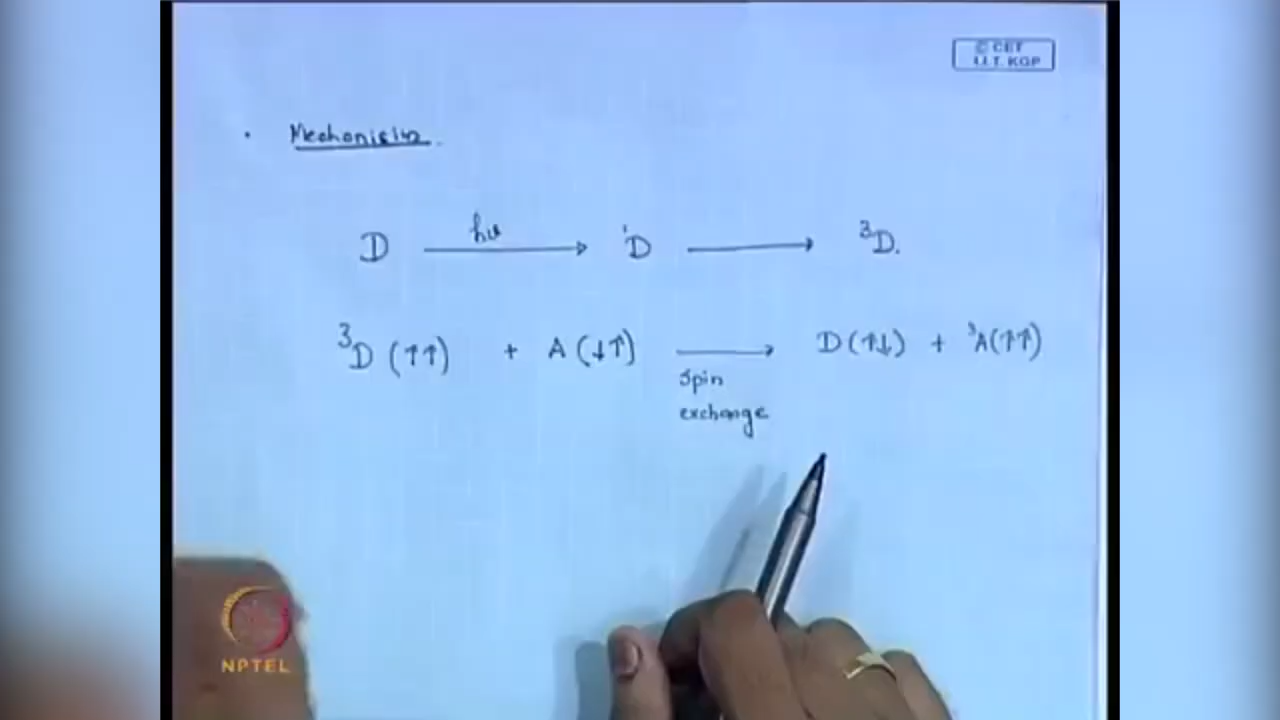 © CET
I.I.T. KGP
• Mechanism.
D hν ¹D ⟶ ³D.
³D (↑↑) + A (↓↑) ⟶ D (↑↓) + ³A (↑↑)
Spin
exchange
NPTEL